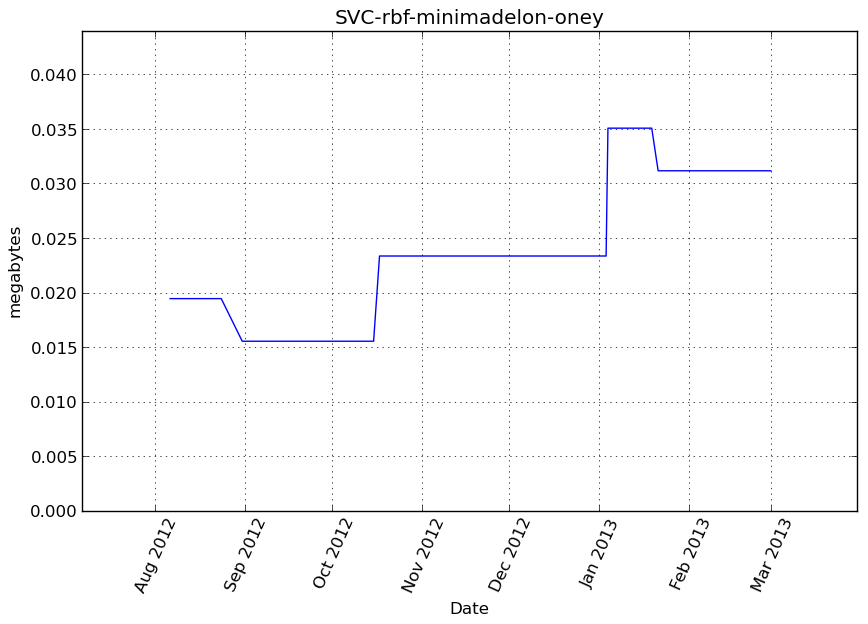 SVC-rbf-minimadelon-oney
0.040
0.035
0.030
0.025
0.020
0.015
0.010
0.005
0.000
megabytes
Aug 2012
Sep 2012
Oct 2012
Nov 2012
Dec 2012
Jan 2013
Feb 2013
Mar 2013
Date